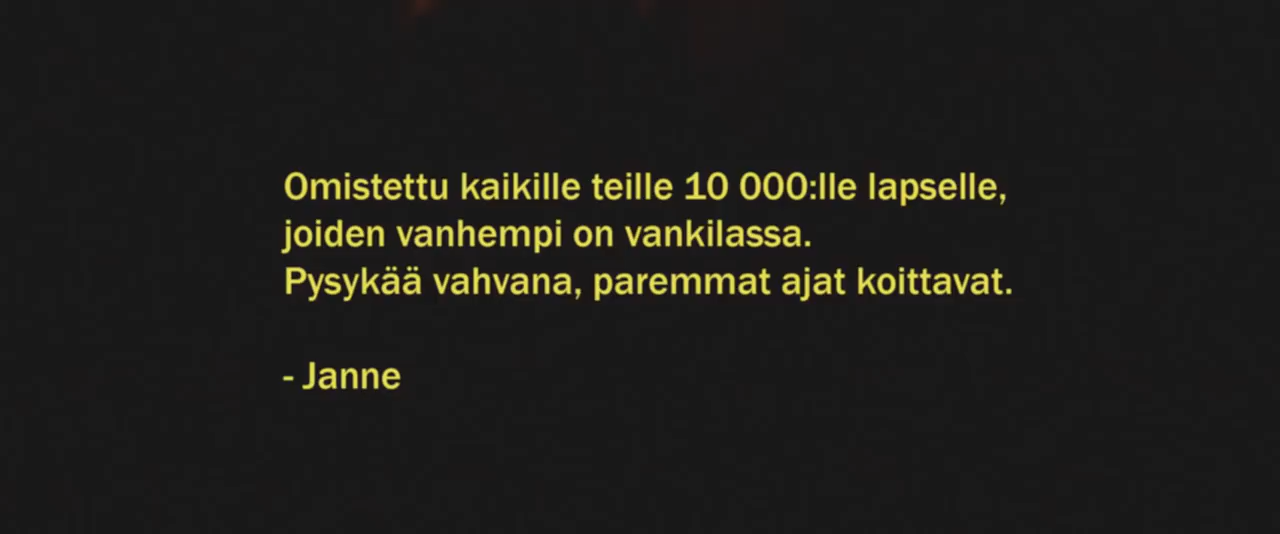 Omistettu kaikille teille 10 000:lle lapselle,
joiden vanhempi on vankilassa.
Pysykää vahvana, paremmat ajat koittavat.
- Janne